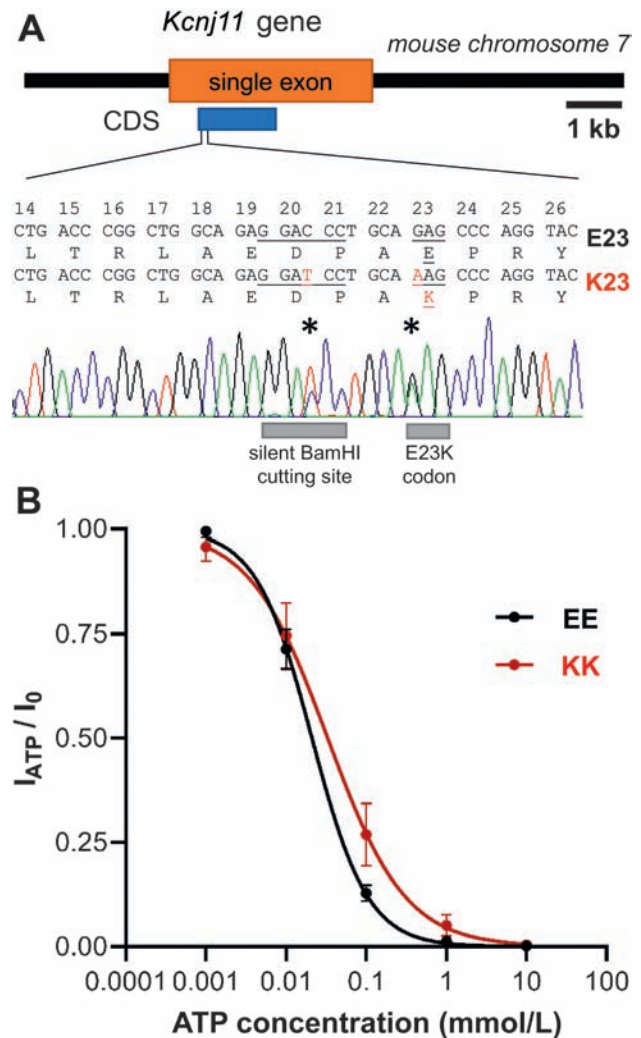 A
Kcnj11 gene
mouse chromosome 7
single exon
CDS
1 kb
14 15 16 17 18 19 20 21 22 23 24 25 26
CTG ACC CGG CTG GCA GAG GAC CCT GCA GAG CCC AGG TAC E23
L T R L A E D P A E P R Y
CTG ACC CGG CTG GCA GAG GAT CCT GCA AAG CCC AGG TAC K23
L T R L A E D P A K P R Y
* *
silent BamHI E23K
cutting site codon
B
1.00
0.75
0.50
0.25
0.00
IATP / I0
EE
KK
0.0001 0.001 0.01 0.1 1 10 100
ATP concentration (mmol/L)